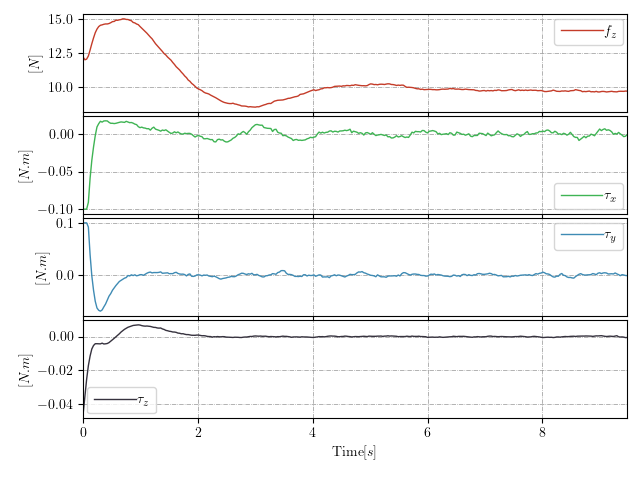 15.0
12.5
10.0
[N]
f_z
0.00
−0.05
−0.10
[N.m]
τ_x
0.1
0.0
[N.m]
τ_y
0.00
−0.02
−0.04
[N.m]
τ_z
0 2 4 6 8
Time[s]